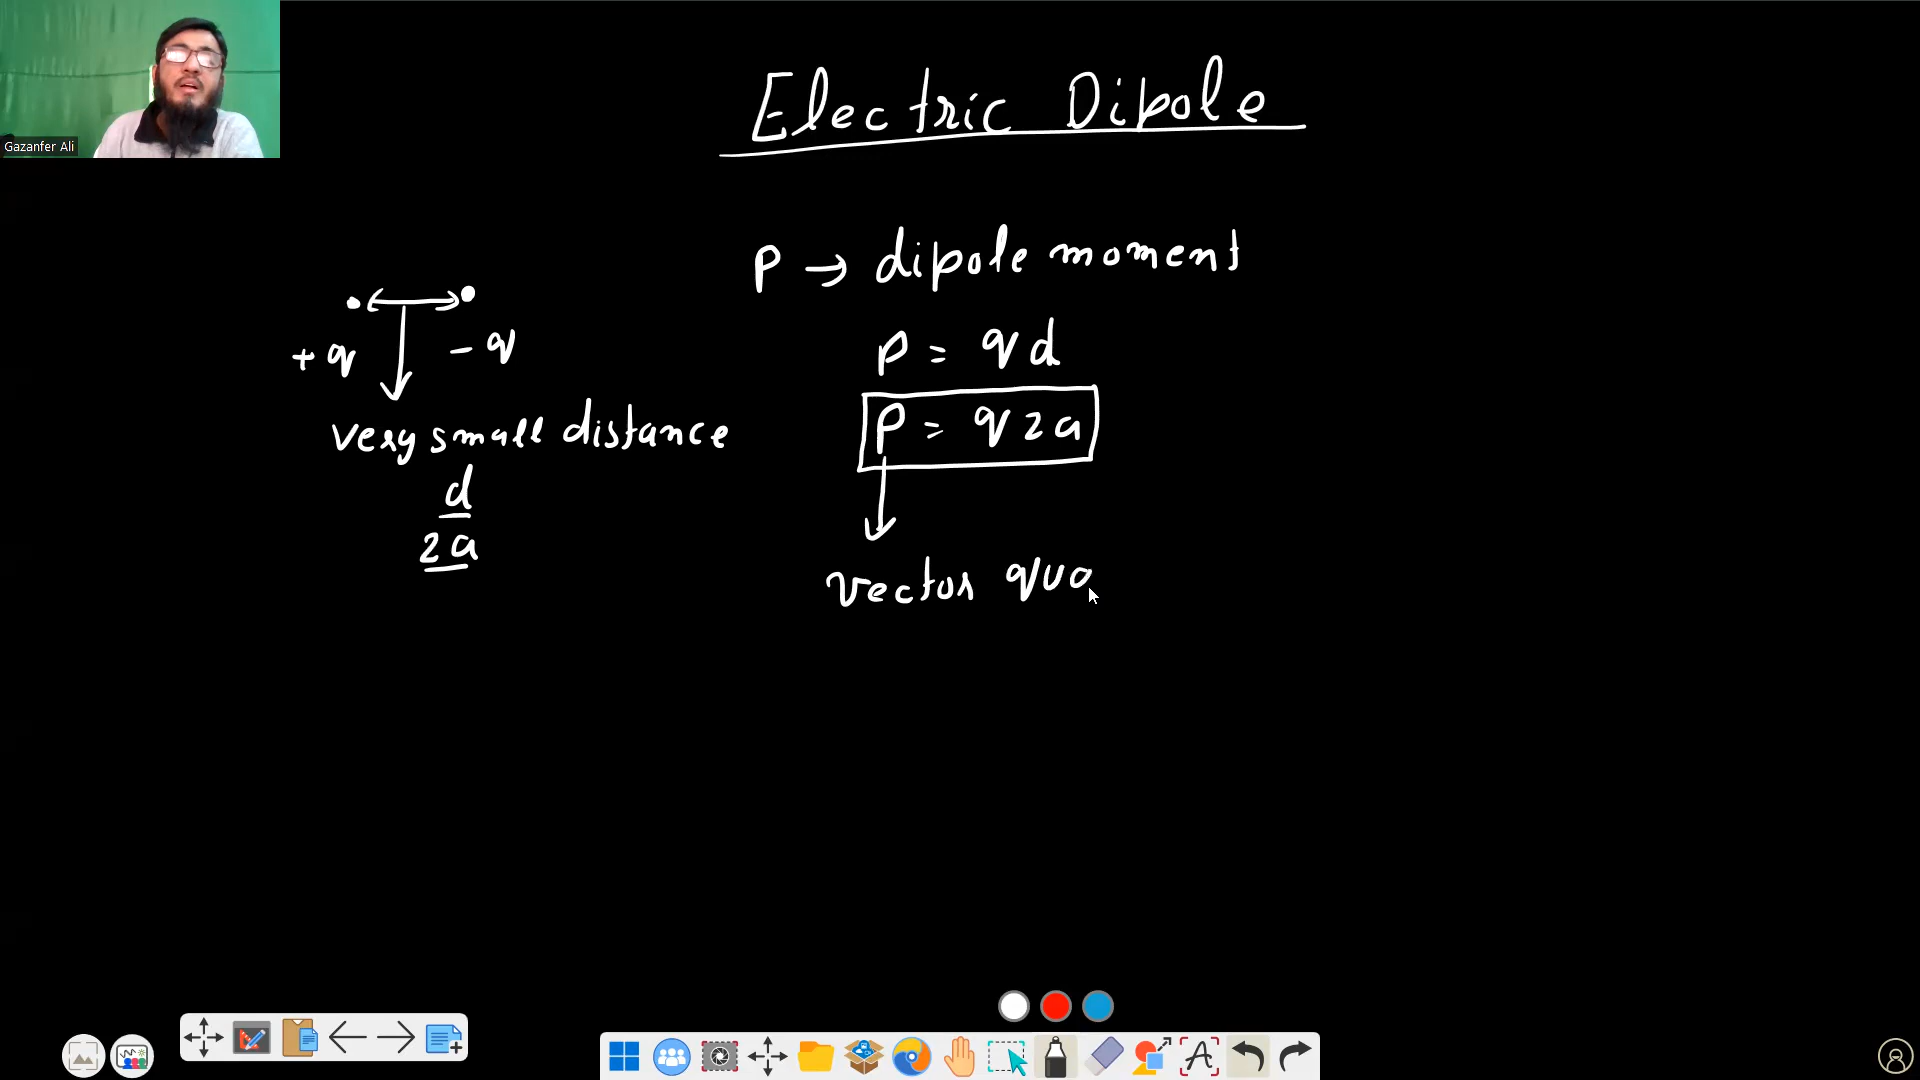 Gazanfer Ali
Electric Dipole
p → dipole moment
+q -q
p = qd
p = q2a
very small distance
d
2a
vector qua